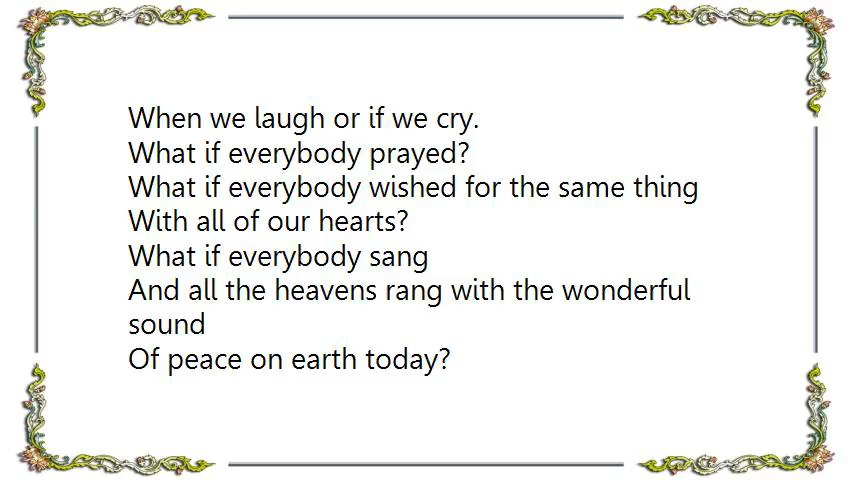 When we laugh or if we cry.
What if everybody prayed?
What if everybody wished for the same thing
With all of our hearts?
What if everybody sang
And all the heavens rang with the wonderful
sound
Of peace on earth today?